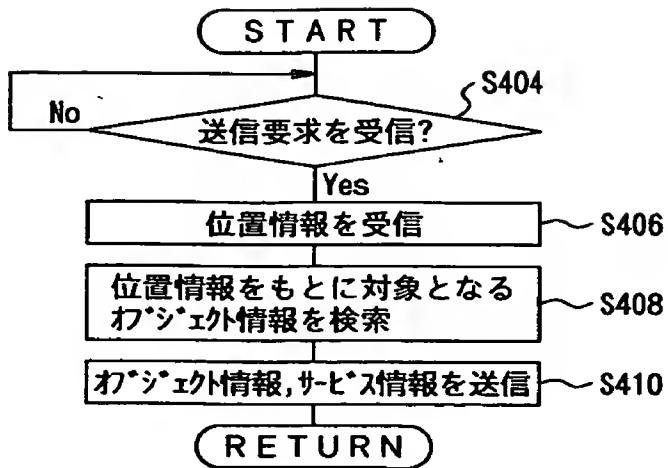 START
No
S404
送信要求を受信?
Yes
位置情報を受信
S406
位置情報をもとに対象となる
オブジェクト情報を検索
S408
オブジェクト情報,サービス情報を送信
S410
RETURN